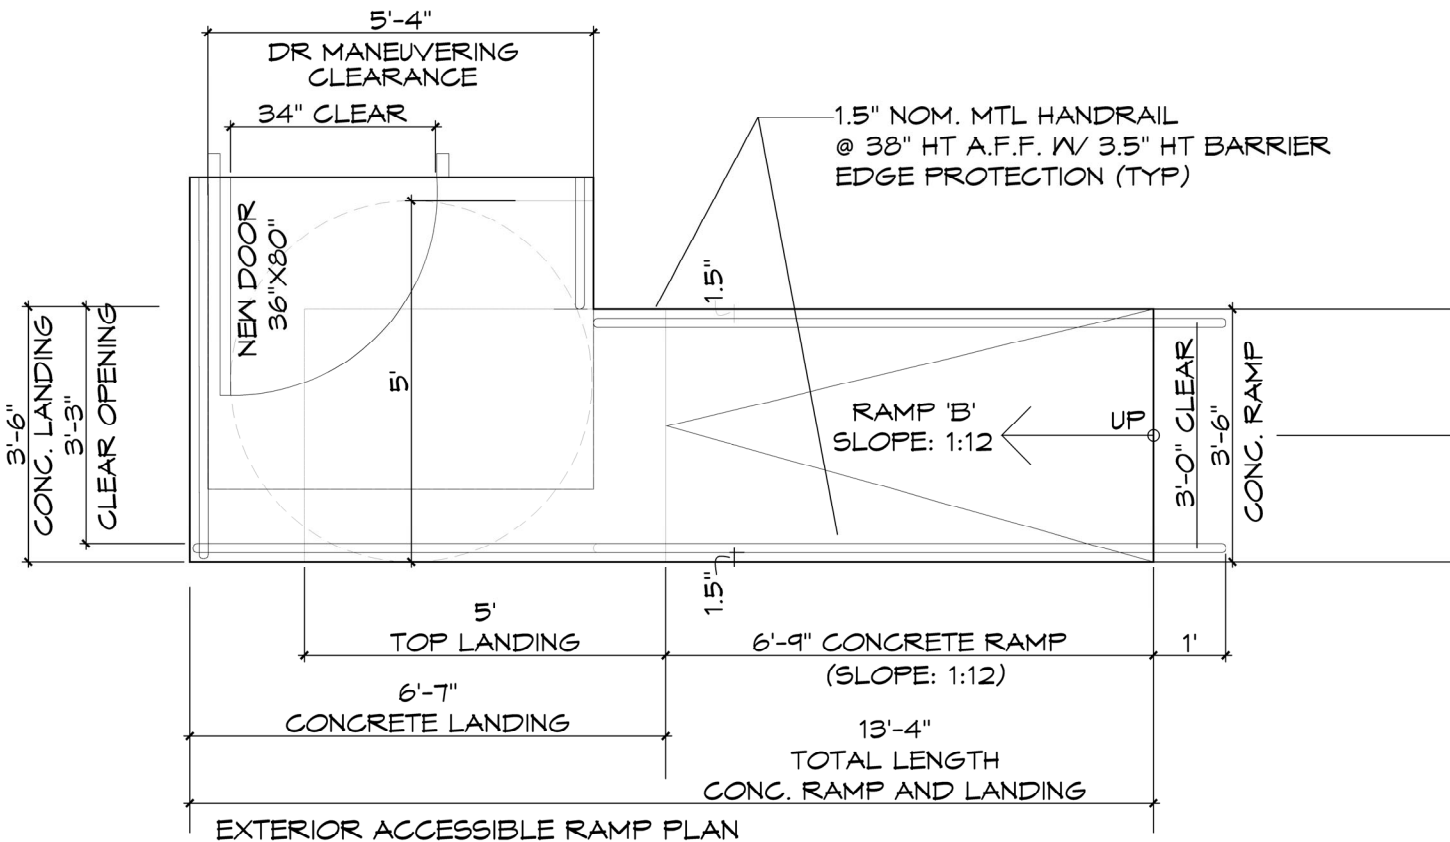 5'-4"
DR MANEUVERING
CLEARANCE
34" CLEAR
1.5" NOM. MTL HANDRAIL
@ 38" HT A.F.F. W/ 3.5" HT BARRIER
EDGE PROTECTION (TYP)
NEW DOOR
36"X80"
5'
1.5"
3'-6"
CONC. LANDING
3'-3"
CLEAR OPENING
RAMP 'B'
SLOPE: 1:12
UP
3'-0" CLEAR
3'-6"
CONC. RAMP
1.5"
5'
TOP LANDING
6'-9" CONCRETE RAMP
(SLOPE: 1:12)
1'
6'-7"
CONCRETE LANDING
13'-4"
TOTAL LENGTH
CONC. RAMP AND LANDING
EXTERIOR ACCESSIBLE RAMP PLAN